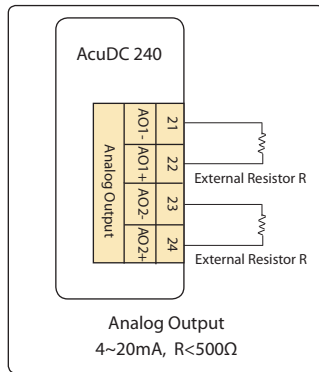 AcuDC 240
Analog Output
AO1-
21
AO1+
22
AO2-
23
AO2+
24
External Resistor R
External Resistor R
Analog Output
4~20mA, R<500Ω